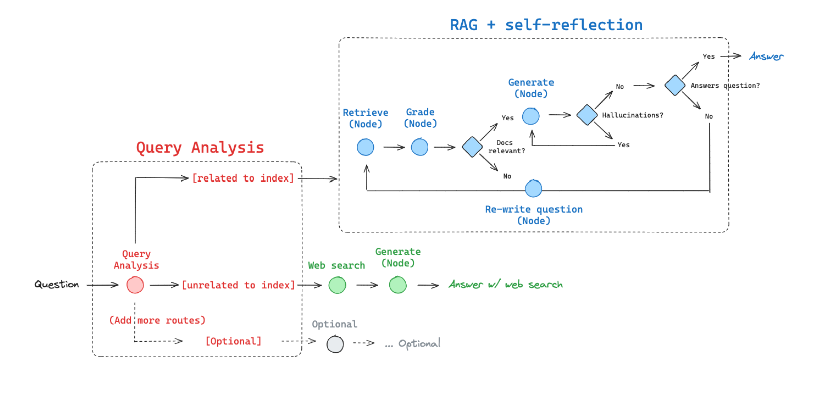 RAG + self-reflection
Yes
Answer
Generate
(Node)
No
Answers question?
Retrieve
(Node)
Grade
(Node)
Yes
Hallucinations?
No
Docs
relevant?
Yes
Query Analysis
[related to index]
No
Re-write question
(Node)
Query
Analysis
Web search
Generate
(Node)
Question
[unrelated to index]
Answer w/ web search
(Add more routes)
Optional
[Optional]
... Optional